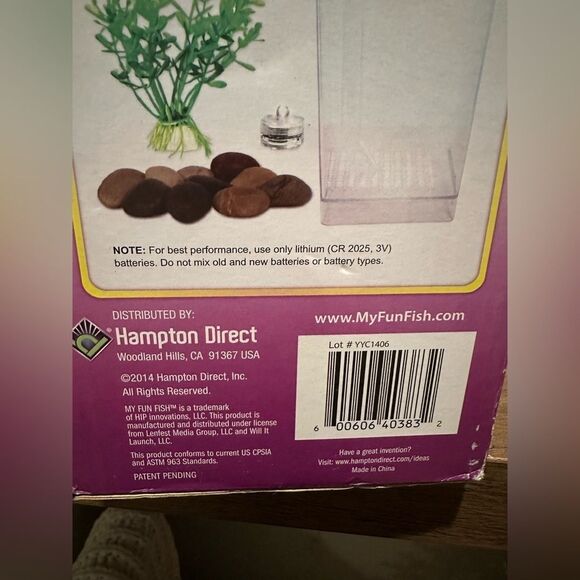 NOTE: For best performance, use only lithium (CR 2025, 3V)
batteries. Do not mix old and new batteries or battery types.
DISTRIBUTED BY:
Hampton Direct
Woodland Hills, CA 91367 USA
©2014 Hampton Direct, Inc.
All Rights Reserved.
MY FUN FISH™ is a trademark
of HIP innovations, LLC. This product is
manufactured and distributed under license
from Lenfest Media Group, LLC and Will It
Launch, LLC.
This product conforms to current US CPSIA
and ASTM 963 Standards.
PATENT PENDING
www.MyFunFish.com
Lot # YYC1406
6 00606 40383 2
Have a great invention?
Visit: www.hamptondirect.com/ideas
Made in China